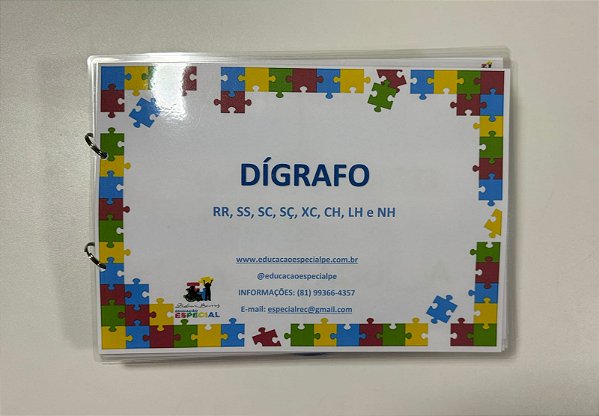 DÍGRAFO
RR, SS, SC, SÇ, XC, CH, LH e NH
www.educacaoespecialpe.com.br
@educacaoespecialpe
INFORMAÇÕES: (81) 99366-4357
E-mail: especialrec@gmail.com
EDUCAÇÃO
ESPECIAL